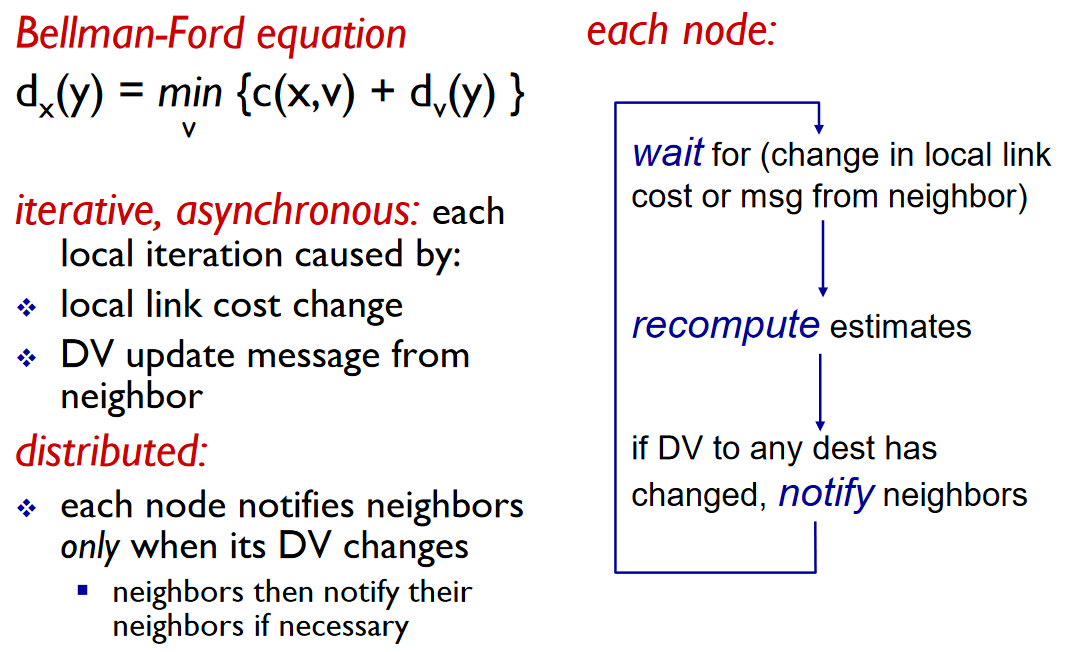 Bellman-Ford equation
dₓ(y) = min {c(x,v) + dᵥ(y) }
v
iterative, asynchronous: each
local iteration caused by:
❖ local link cost change
❖ DV update message from
neighbor
distributed:
❖ each node notifies neighbors
only when its DV changes
▪ neighbors then notify their
neighbors if necessary
each node:
wait for (change in local link
cost or msg from neighbor)
recompute estimates
if DV to any dest has
changed, notify neighbors